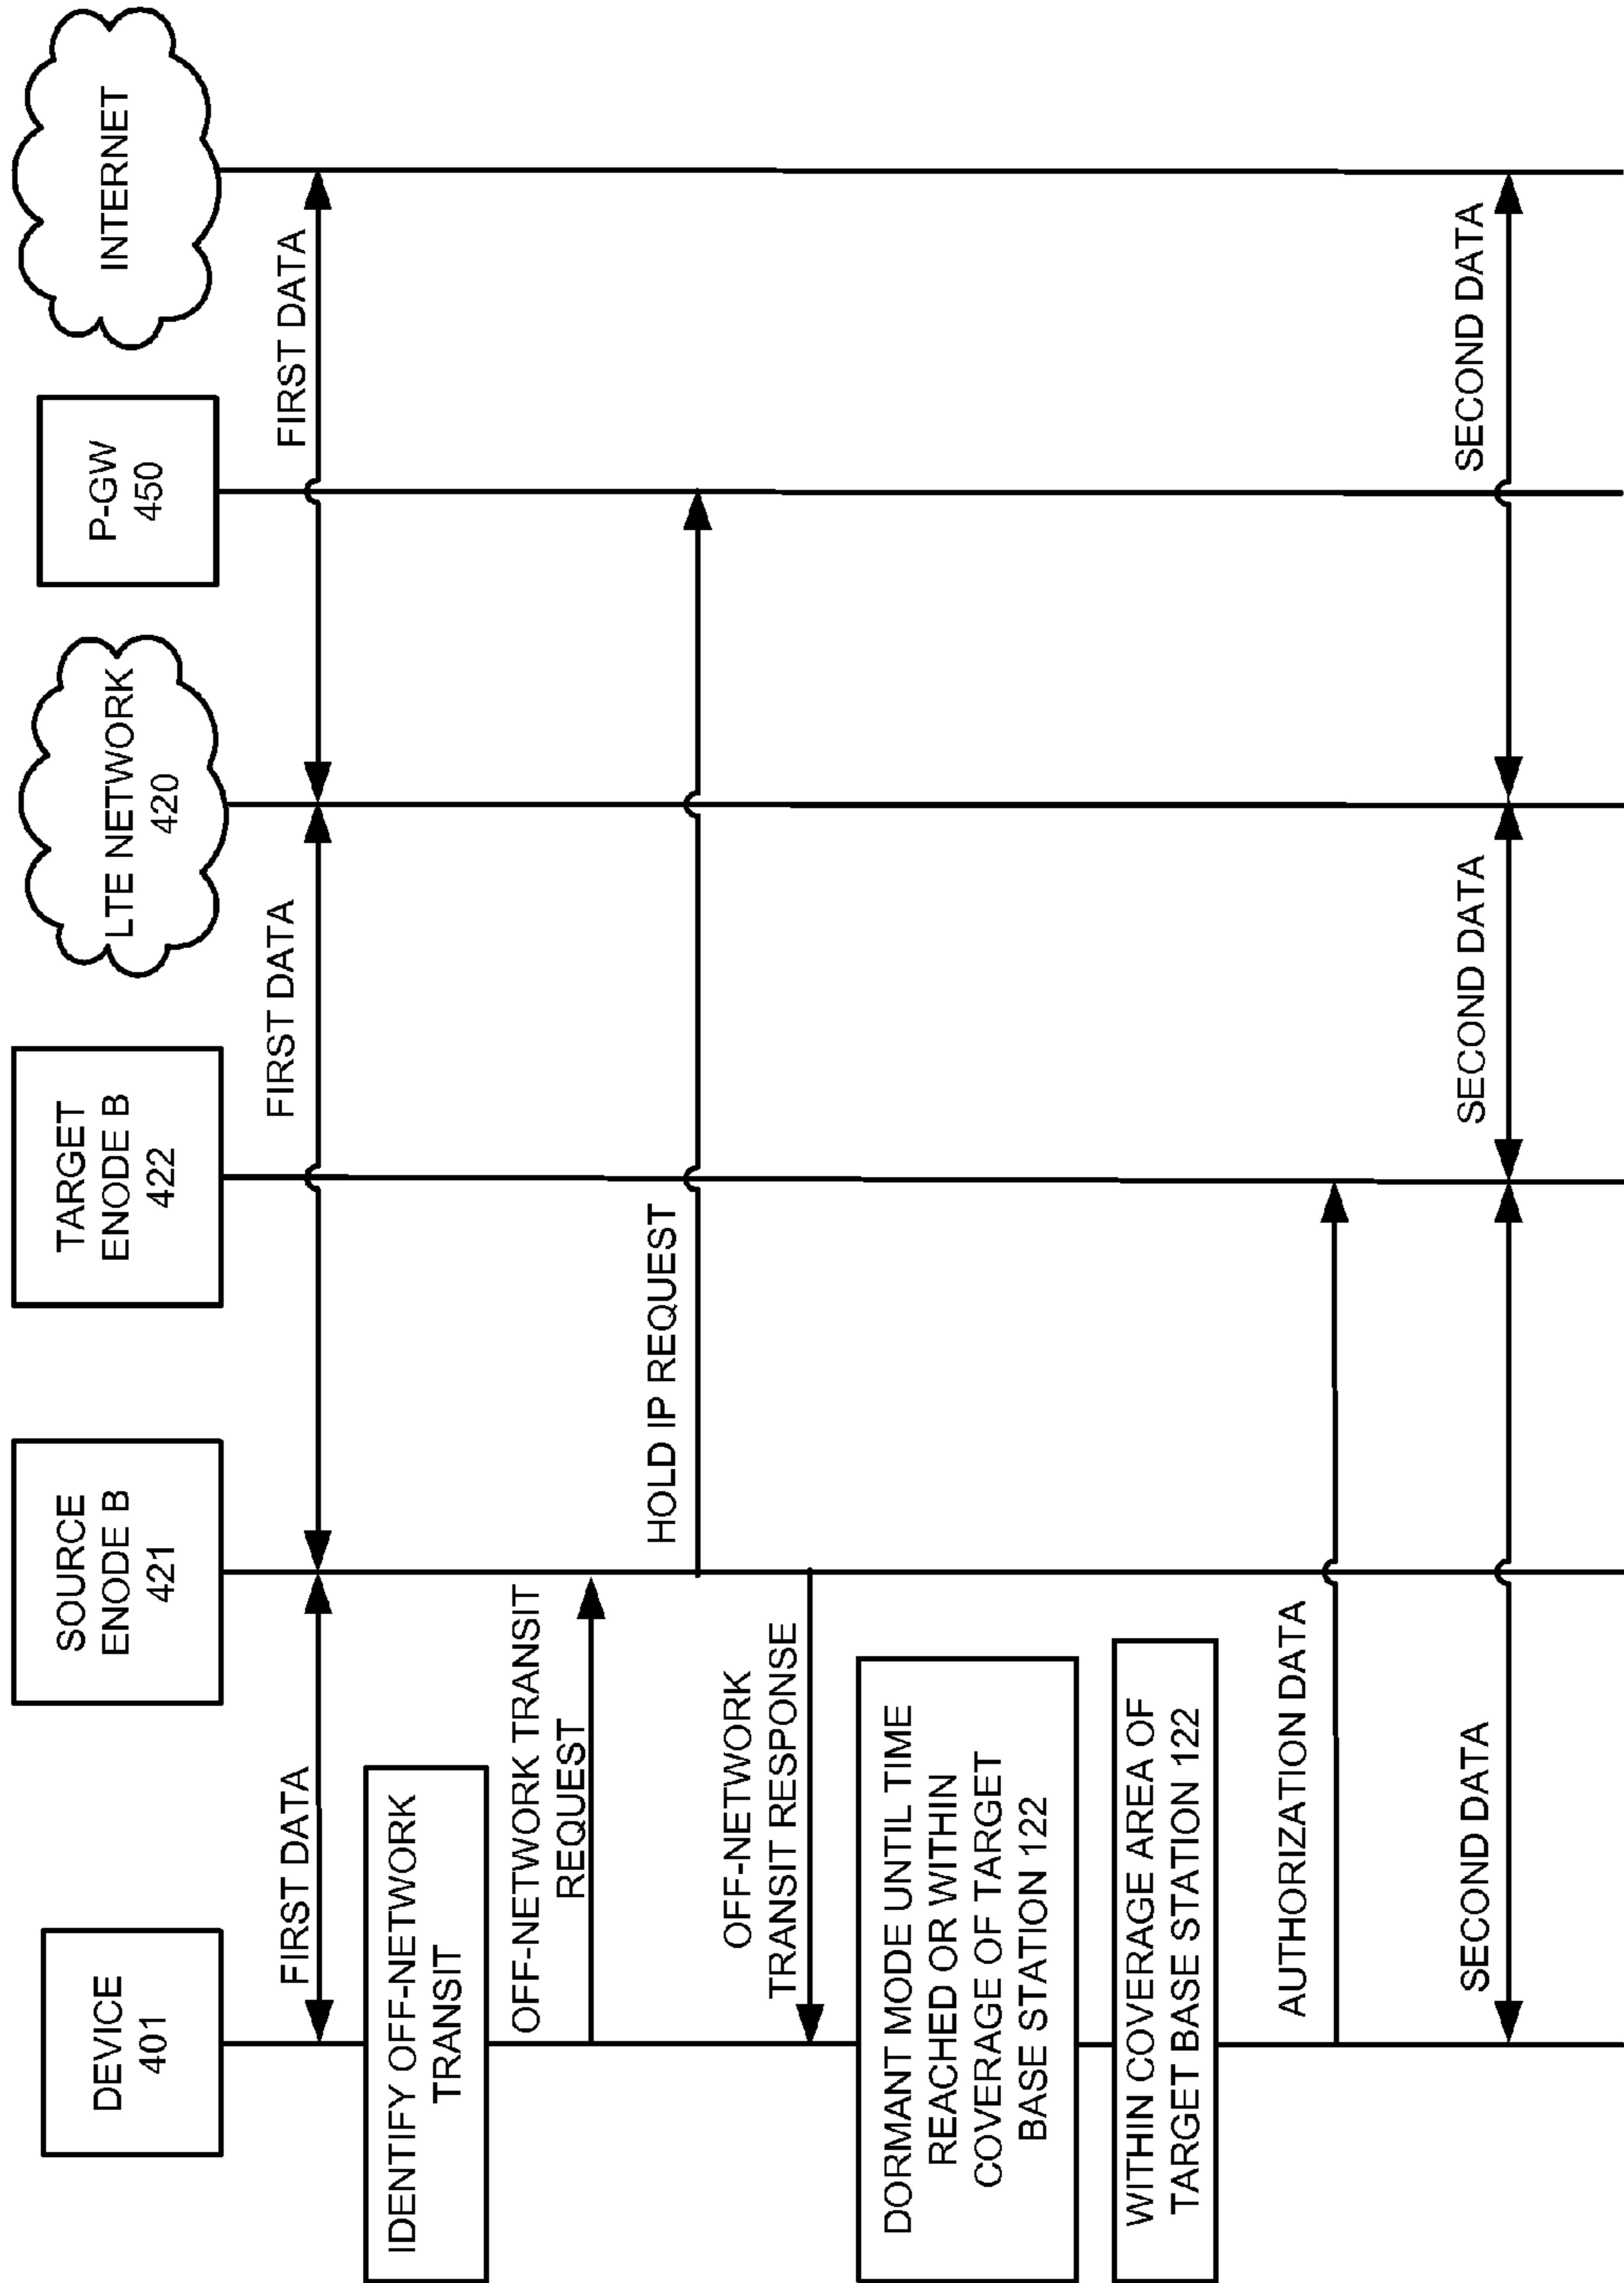 DEVICE
401
SOURCE
ENODE B
421
TARGET
ENODE B
422
LTE NETWORK
420
P-GW
450
INTERNET
FIRST DATA
FIRST DATA
FIRST DATA
IDENTIFY OFF-NETWORK
TRANSIT
OFF-NETWORK TRANSIT
REQUEST
HOLD IP REQUEST
OFF-NETWORK
TRANSIT RESPONSE
DORMANT MODE UNTIL TIME
REACHED OR WITHIN
COVERAGE OF TARGET
BASE STATION 122
WITHIN COVERAGE AREA OF
TARGET BASE STATION 122
AUTHORIZATION DATA
SECOND DATA
SECOND DATA
SECOND DATA